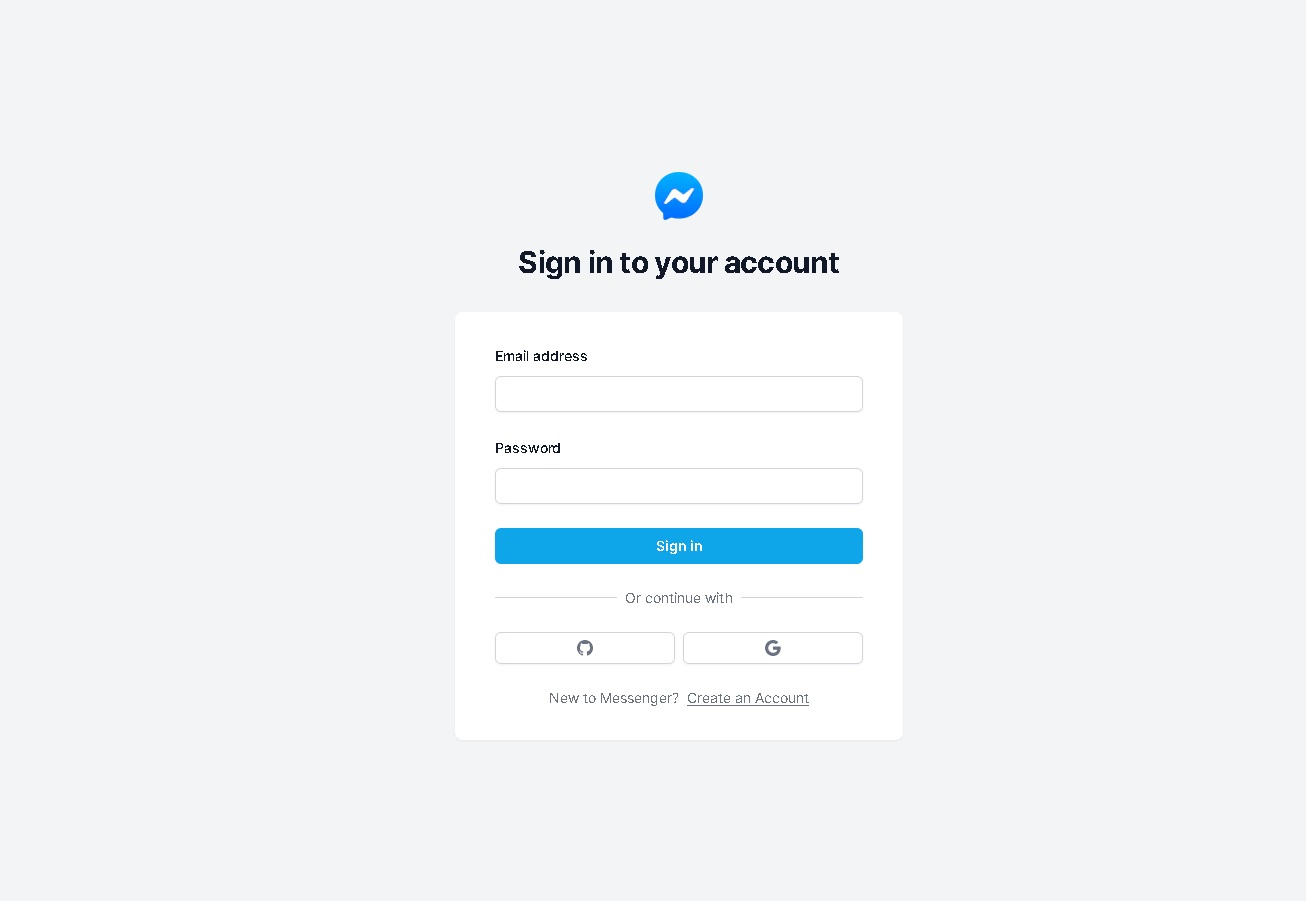 Sign in to your account
Email address
Password
Sign in
Or continue with
New to Messenger? Create an Account